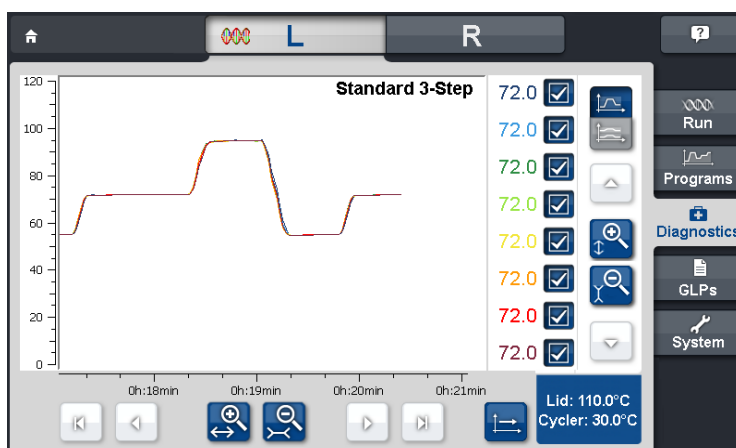 L
R
?
120
100
80
60
40
20
0
Standard 3-Step
0h:18min
0h:19min
0h:20min
0h:21min
72.0
72.0
72.0
72.0
72.0
72.0
72.0
72.0
Run
Programs
Diagnostics
GLPs
System
Lid: 110.0°C
Cycler: 30.0°C